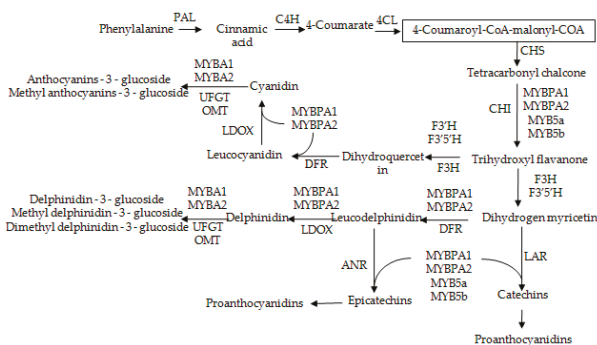 PAL
Phenylalanine
Cinnamic
acid
C4H
4-Coumarate
4CL
4-Coumaroyl-CoA-malonyl-COA
CHS
Tetracarbonyl chalcone
CHI
MYBPA1
MYBPA2
MYB5a
MYB5b
Trihydroxyl flavanone
F3'H
F3'5'H
F3H
Dihydroquercet
in
DFR
Leucocyanidin
LDOX
MYBPA1
MYBPA2
Cyanidin
MYBA1
MYBA2
UFGT
OMT
Anthocyanins-3-glucoside
Methyl anthocyanins-3-glucoside
F3H
F3'5'H
Dihydrogen myricetin
MYBPA1
MYBPA2
DFR
Leucodelphinidin
MYBPA1
MYBPA2
LDOX
Delphinidin
MYBA1
MYBA2
UFGT
OMT
Delphinidin-3-glucoside
Methyl delphinidin-3-glucoside
Dimethyl delphinidin-3-glucoside
ANR
MYBPA1
MYBPA2
MYB5a
MYB5b
LAR
Proanthocyanidins
Epicatechins
Catechins
Proanthocyanidins